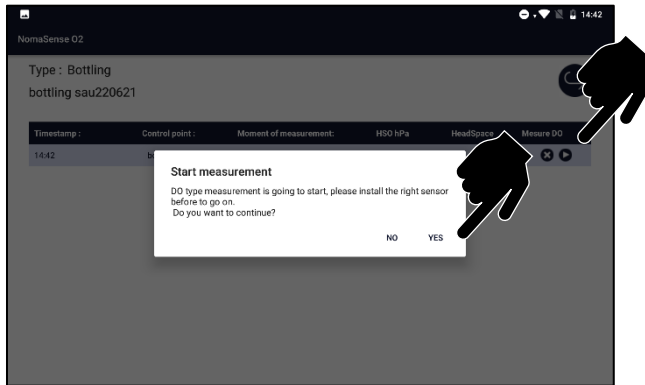 14:42
NomaSense O2
Type : Bottling
bottling sau220621
Timestamp : Control point : Moment of measurement: HSO hPa HeadSpace Mesure DO
14:42
Start measurement
DO type measurement is going to start, please install the right sensor
before to go on.
Do you want to continue?
NO YES